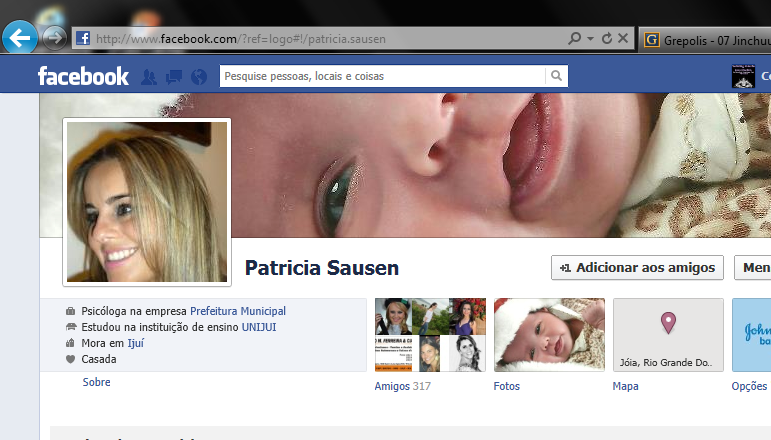 http://www.facebook.com/?ref=logo#!/patricia.sausen
Grepolis - 07 Jinchuu
facebook
Pesquise pessoas, locais e coisas
Patricia Sausen
+1 Adicionar aos amigos
Men
Psicóloga na empresa Prefeitura Municipal
Estudou na instituição de ensino UNIJUI
Mora em Ijuí
Casada
Sobre
Jóia, Rio Grande Do..
Amigos 317
Fotos
Mapa
Opções